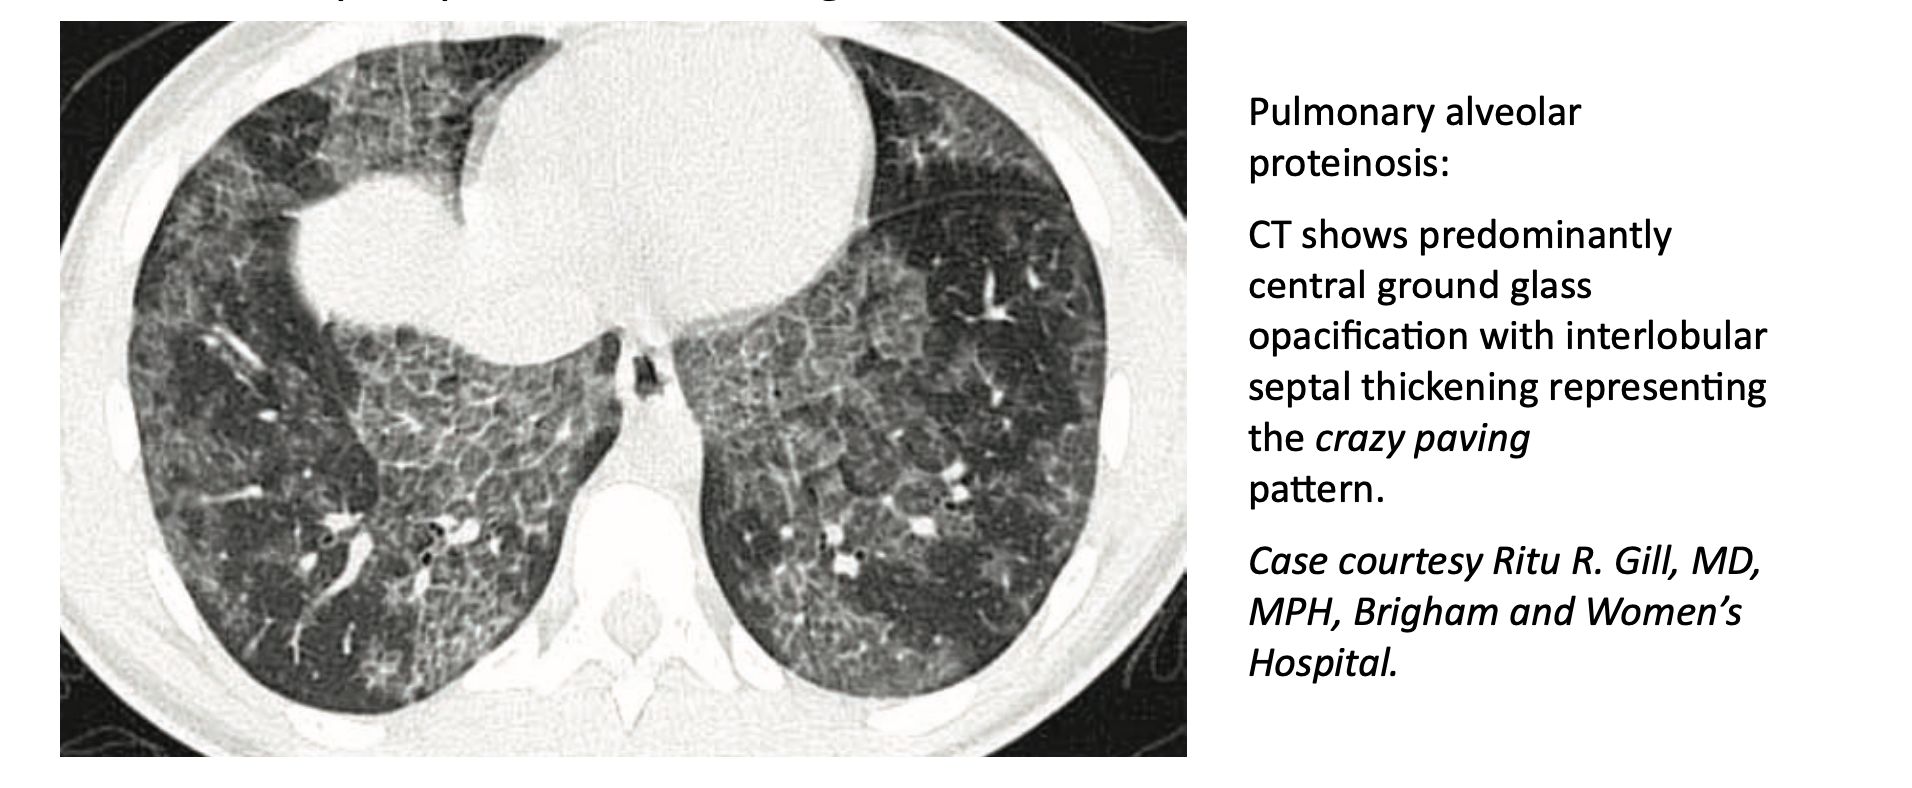 Pulmonary alveolar
proteinosis:
CT shows predominantly
central ground glass
opacification with interlobular
septal thickening representing
the crazy paving
pattern.
Case courtesy Ritu R. Gill, MD,
MPH, Brigham and Women’s
Hospital.